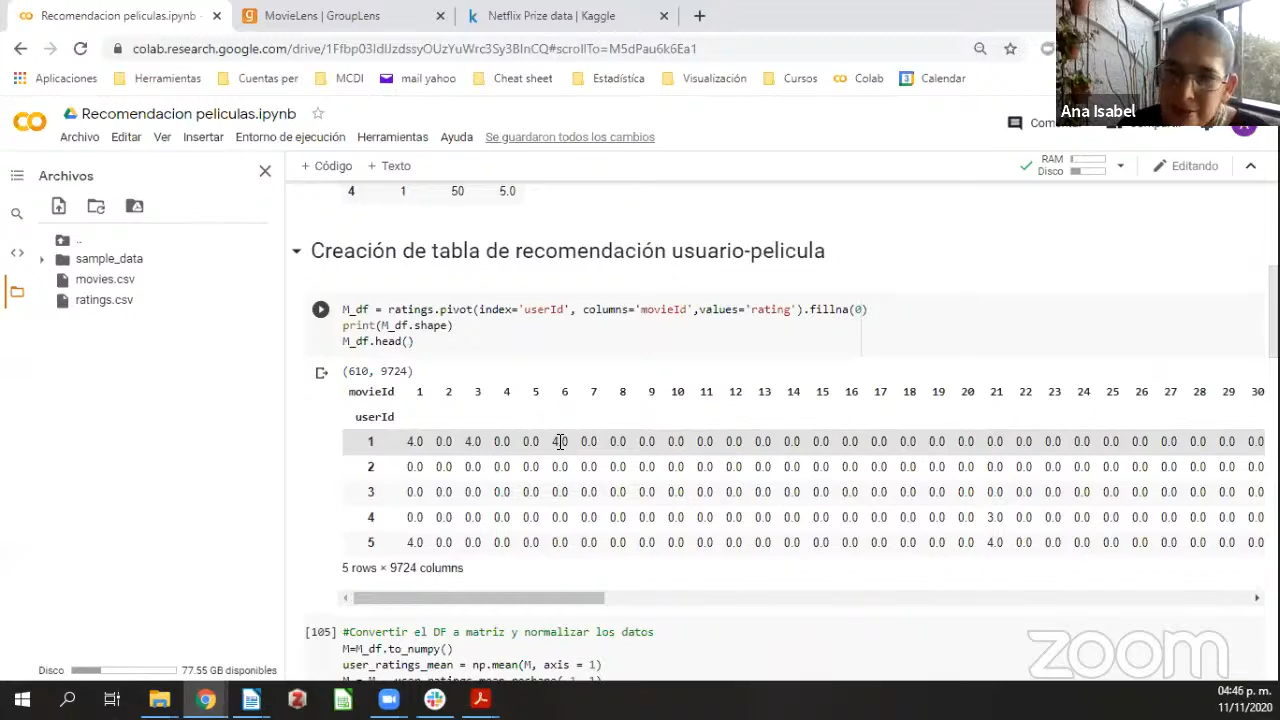 Recomendacion peliculas.ipynb -
MovieLens | GroupLens
Netflix Prize data | Kaggle
colab.research.google.com/drive/1Ffbp03IdIJzdssyOUzYuWrc3Sy3BInCQ#scrollTo=M5dPau6k6Ea1
Aplicaciones
Herramientas
Cuentas per
MCDI
mail yahoo
Cheat sheet
Estadístíca
Visualización
Cursos
Colab
Calendar
Ana Isabel
Recomendacion peliculas.ipynb
Archivo Editar Ver Insertar Entorno de ejecución Herramientas Ayuda Se guardaron todos los cambios
+ Código + Texto
RAM
Disco
Editando
Archivos
..
sample_data
movies.csv
ratings.csv
4 1 50 5.0
Creación de tabla de recomendación usuario-pelicula
M_df = ratings.pivot(index='userId', columns='movieId',values='rating').fillna(0)
print(M_df.shape)
M_df.head()
(610, 9724)
movieId 1 2 3 4 5 6 7 8 9 10 11 12 13 14 15 16 17 18 19 20 21 22 23 24 25 26 27 28 29 30
userId
1 4.0 0.0 4.0 0.0 0.0 4.0 0.0 0.0 0.0 0.0 0.0 0.0 0.0 0.0 0.0 0.0 0.0 0.0 0.0 0.0 0.0 0.0 0.0 0.0 0.0 0.0 0.0 0.0 0.0 0.0
2 0.0 0.0 0.0 0.0 0.0 0.0 0.0 0.0 0.0 0.0 0.0 0.0 0.0 0.0 0.0 0.0 0.0 0.0 0.0 0.0 0.0 0.0 0.0 0.0 0.0 0.0 0.0 0.0 0.0 0.0
3 0.0 0.0 0.0 0.0 0.0 0.0 0.0 0.0 0.0 0.0 0.0 0.0 0.0 0.0 0.0 0.0 0.0 0.0 0.0 0.0 0.0 0.0 0.0 0.0 0.0 0.0 0.0 0.0 0.0 0.0
4 0.0 0.0 0.0 0.0 0.0 0.0 0.0 0.0 0.0 0.0 0.0 0.0 0.0 0.0 0.0 0.0 0.0 0.0 0.0 0.0 3.0 0.0 0.0 0.0 0.0 0.0 0.0 0.0 0.0 0.0
5 4.0 0.0 0.0 0.0 0.0 0.0 0.0 0.0 0.0 0.0 0.0 0.0 0.0 0.0 0.0 0.0 0.0 0.0 0.0 0.0 4.0 0.0 0.0 0.0 0.0 0.0 0.0 0.0 0.0 0.0
5 rows × 9724 columns
[105] #Convertir el DF a matriz y normalizar los datos
M=M_df.to_numpy()
user_ratings_mean = np.mean(M, axis = 1)
Disco 77.55 GB disponibles
zoom
04:46 p. m.
11/11/2020